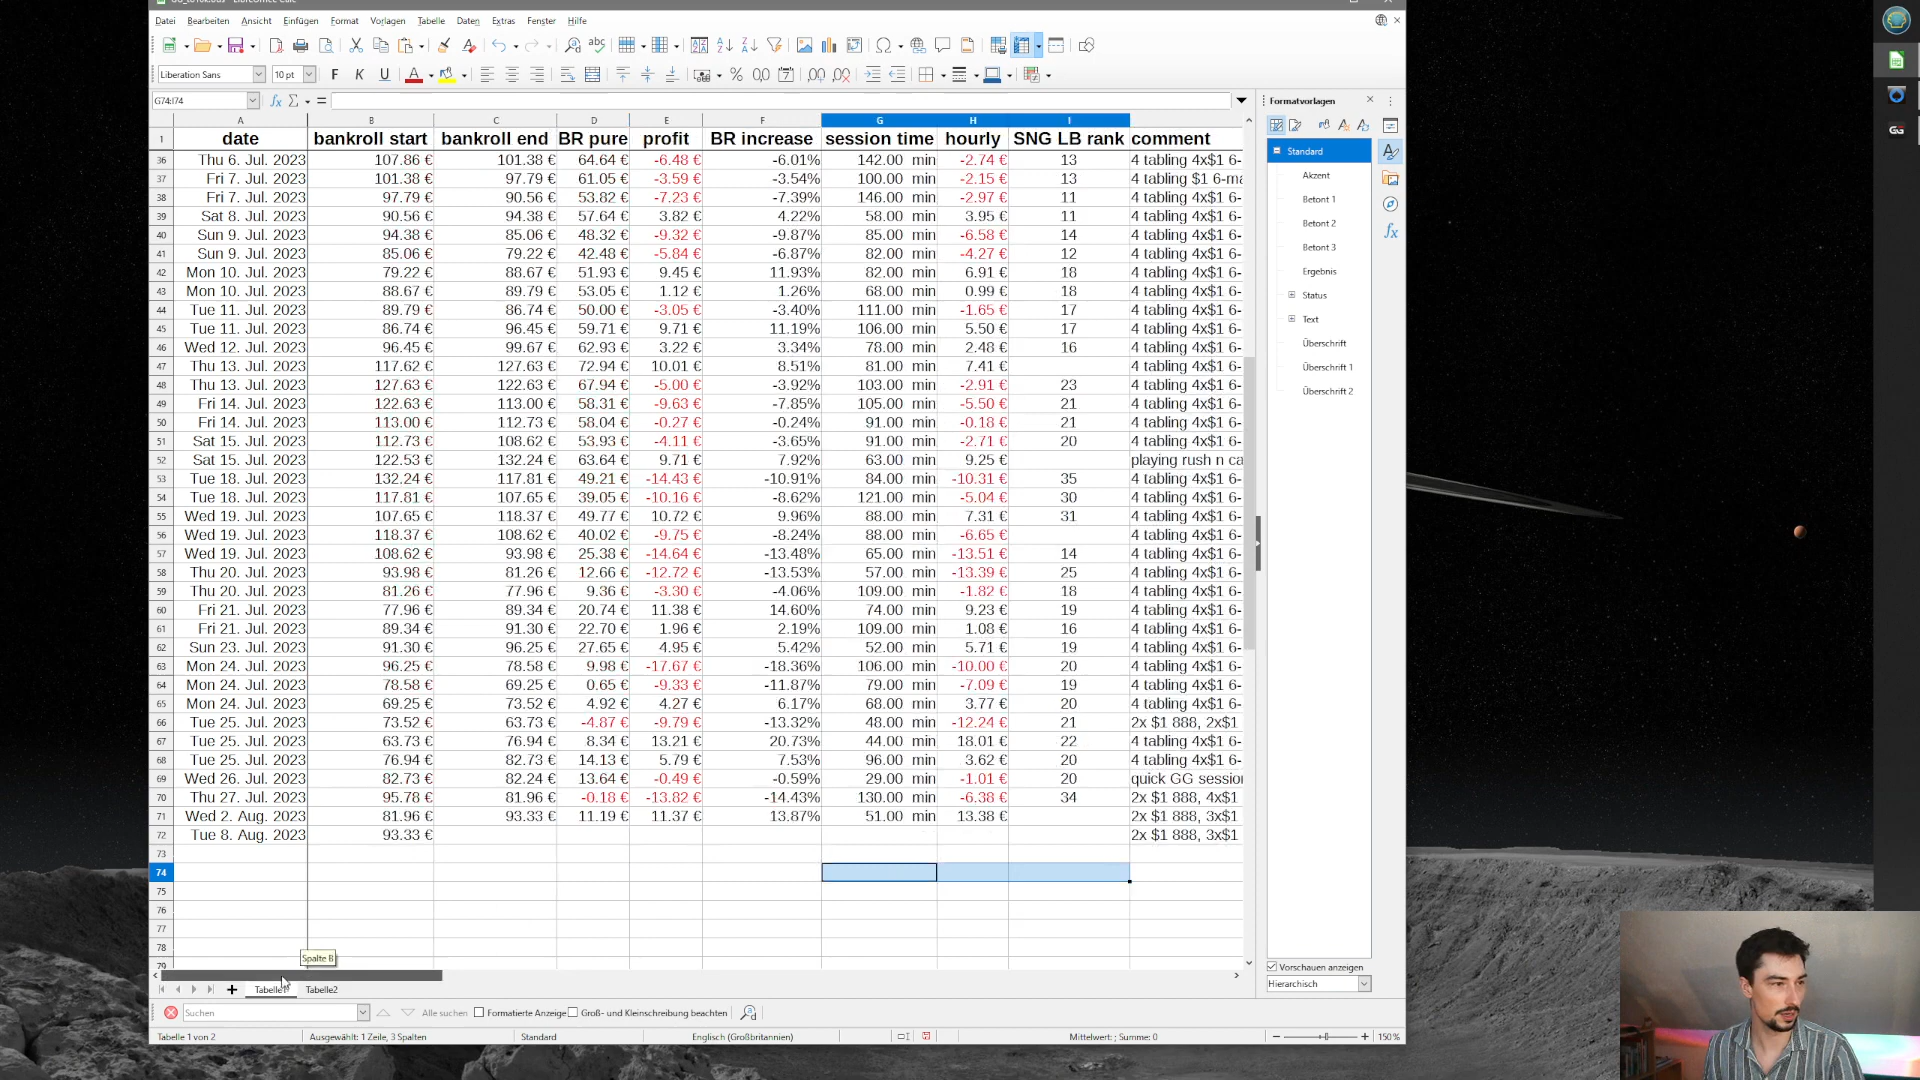 Datei Bearbeiten Ansicht Einfügen Format Vorlagen Tabelle Daten Extras Fenster Hilfe
Liberation Sans 10 pt F K U
G74:I74
Formatvorlagen
A B C D E F G H I
1 date bankroll start bankroll end BR pure profit BR increase session time hourly SNG LB rank comment
36 Thu 6. Jul. 2023 107.86 € 101.38 € 64.64 € -6.48 € -6.01% 142.00 min -2.74 € 13 4 tabling 4x$1 6-
37 Fri 7. Jul. 2023 101.38 € 97.79 € 61.05 € -3.59 € -3.54% 100.00 min -2.15 € 13 4 tabling $1 6-ma
38 Fri 7. Jul. 2023 97.79 € 90.56 € 53.82 € -7.23 € -7.39% 146.00 min -2.97 € 11 4 tabling 4x$1 6-
39 Sat 8. Jul. 2023 90.56 € 94.38 € 57.64 € 3.82 € 4.22% 58.00 min 3.95 € 11 4 tabling 4x$1 6-
40 Sun 9. Jul. 2023 94.38 € 85.06 € 48.32 € -9.32 € -9.87% 85.00 min -6.58 € 14 4 tabling 4x$1 6-
41 Sun 9. Jul. 2023 85.06 € 79.22 € 42.48 € -5.84 € -6.87% 82.00 min -4.27 € 12 4 tabling 4x$1 6-
42 Mon 10. Jul. 2023 79.22 € 88.67 € 51.93 € 9.45 € 11.93% 82.00 min 6.91 € 18 4 tabling 4x$1 6-
43 Mon 10. Jul. 2023 88.67 € 89.79 € 53.05 € 1.12 € 1.26% 68.00 min 0.99 € 18 4 tabling 4x$1 6-
44 Tue 11. Jul. 2023 89.79 € 86.74 € 50.00 € -3.05 € -3.40% 111.00 min -1.65 € 17 4 tabling 4x$1 6-
45 Tue 11. Jul. 2023 86.74 € 96.45 € 59.71 € 9.71 € 11.19% 106.00 min 5.50 € 17 4 tabling 4x$1 6-
46 Wed 12. Jul. 2023 96.45 € 99.67 € 62.93 € 3.22 € 3.34% 78.00 min 2.48 € 16 4 tabling 4x$1 6-
47 Thu 13. Jul. 2023 117.62 € 127.63 € 72.94 € 10.01 € 8.51% 81.00 min 7.41 € 4 tabling 4x$1 6-
48 Thu 13. Jul. 2023 127.63 € 122.63 € 67.94 € -5.00 € -3.92% 103.00 min -2.91 € 23 4 tabling 4x$1 6-
49 Fri 14. Jul. 2023 122.63 € 113.00 € 58.31 € -9.63 € -7.85% 105.00 min -5.50 € 21 4 tabling 4x$1 6-
50 Fri 14. Jul. 2023 113.00 € 112.73 € 58.04 € -0.27 € -0.24% 91.00 min -0.18 € 21 4 tabling 4x$1 6-
51 Sat 15. Jul. 2023 112.73 € 108.62 € 53.93 € -4.11 € -3.65% 91.00 min -2.71 € 20 4 tabling 4x$1 6-
52 Sat 15. Jul. 2023 122.53 € 132.24 € 63.64 € 9.71 € 7.92% 63.00 min 9.25 € playing rush n ca
53 Tue 18. Jul. 2023 132.24 € 117.81 € 49.21 € -14.43 € -10.91% 84.00 min -10.31 € 35 4 tabling 4x$1 6-
54 Tue 18. Jul. 2023 117.81 € 107.65 € 39.05 € -10.16 € -8.62% 121.00 min -5.04 € 30 4 tabling 4x$1 6-
55 Wed 19. Jul. 2023 107.65 € 118.37 € 49.77 € 10.72 € 9.96% 88.00 min 7.31 € 31 4 tabling 4x$1 6-
56 Wed 19. Jul. 2023 118.37 € 108.62 € 40.02 € -9.75 € -8.24% 88.00 min -6.65 € 4 tabling 4x$1 6-
57 Wed 19. Jul. 2023 108.62 € 93.98 € 25.38 € -14.64 € -13.48% 65.00 min -13.51 € 14 4 tabling 4x$1 6-
58 Thu 20. Jul. 2023 93.98 € 81.26 € 12.66 € -12.72 € -13.53% 57.00 min -13.39 € 25 4 tabling 4x$1 6-
59 Thu 20. Jul. 2023 81.26 € 77.96 € 9.36 € -3.30 € -4.06% 109.00 min -1.82 € 18 4 tabling 4x$1 6-
60 Fri 21. Jul. 2023 77.96 € 89.34 € 20.74 € 11.38 € 14.60% 74.00 min 9.23 € 19 4 tabling 4x$1 6-
61 Fri 21. Jul. 2023 89.34 € 91.30 € 22.70 € 1.96 € 2.19% 109.00 min 1.08 € 16 4 tabling 4x$1 6-
62 Sun 23. Jul. 2023 91.30 € 96.25 € 27.65 € 4.95 € 5.42% 52.00 min 5.71 € 19 4 tabling 4x$1 6-
63 Mon 24. Jul. 2023 96.25 € 78.58 € 9.98 € -17.67 € -18.36% 106.00 min -10.00 € 20 4 tabling 4x$1 6-
64 Mon 24. Jul. 2023 78.58 € 69.25 € 0.65 € -9.33 € -11.87% 79.00 min -7.09 € 19 4 tabling 4x$1 6-
65 Mon 24. Jul. 2023 69.25 € 73.52 € 4.92 € 4.27 € 6.17% 68.00 min 3.77 € 20 4 tabling 4x$1 6-
66 Tue 25. Jul. 2023 73.52 € 63.73 € -4.87 € -9.79 € -13.32% 48.00 min -12.24 € 21 2x $1 888, 2x$1
67 Tue 25. Jul. 2023 63.73 € 76.94 € 8.34 € 13.21 € 20.73% 44.00 min 18.01 € 22 4 tabling 4x$1 6-
68 Tue 25. Jul. 2023 76.94 € 82.73 € 14.13 € 5.79 € 7.53% 96.00 min 3.62 € 20 4 tabling 4x$1 6-
69 Wed 26. Jul. 2023 82.73 € 82.24 € 13.64 € -0.49 € -0.59% 29.00 min -1.01 € 20 quick GG session
70 Thu 27. Jul. 2023 95.78 € 81.96 € -0.18 € -13.82 € -14.43% 130.00 min -6.38 € 34 2x $1 888, 4x$1
71 Wed 2. Aug. 2023 81.96 € 93.33 € 11.19 € 11.37 € 13.87% 51.00 min 13.38 € 2x $1 888, 3x$1
72 Tue 8. Aug. 2023 93.33 € 2x $1 888, 3x$1
73
74
75
76
77
78
79
Spalte B
Standard
Akzent
Betont 1
Betont 2
Betont 3
Ergebnis
Status
Text
Überschrift
Überschrift 1
Überschrift 2
Vorschauen anzeigen
Hierarchisch
Tabelle1 Tabelle2
Suchen Alle suchen Formatierte Anzeige Groß- und Kleinschreibung beachten
Tabelle 1 von 2 Ausgewählt: 1 Zeile, 3 Spalten Standard Englisch (Großbritannien) Mittelwert: ; Summe: 0 150%
GG